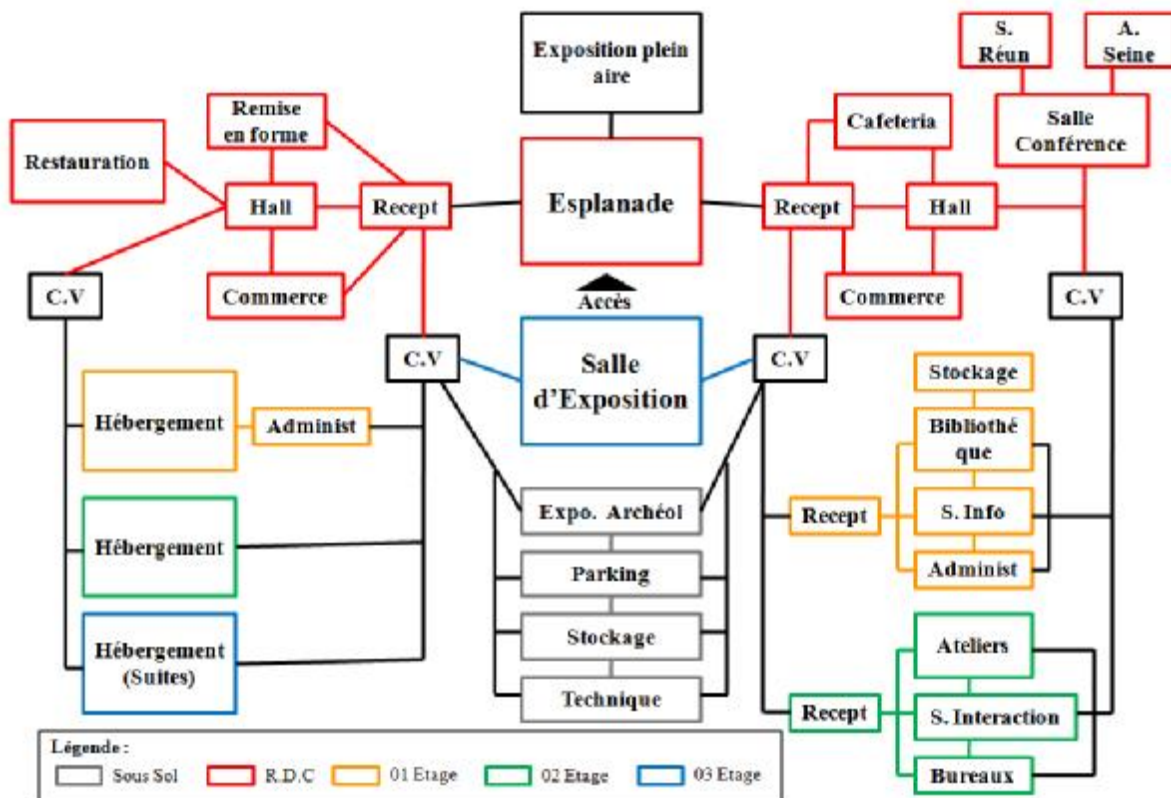 Exposition plein
aire
S.
Réun
A.
Seine
Remise
en forme
Cafeteria
Salle
Conférence
Restauration
Hall
Recept
Esplanade
Recept
Hall
C.V
Commerce
Accès
Commerce
C.V
C.V
Salle
d’Exposition
C.V
Hébergement
Administ
Stockage
Bibliothé
que
Expo. Archéol
Recept
S. Info
Hébergement
Parking
Administ
Stockage
Hébergement
(Suites)
Ateliers
Technique
Recept
S. Interaction
Bureaux
Légende :
Sous Sol
R.D.C
01 Etage
02 Etage
03 Etage